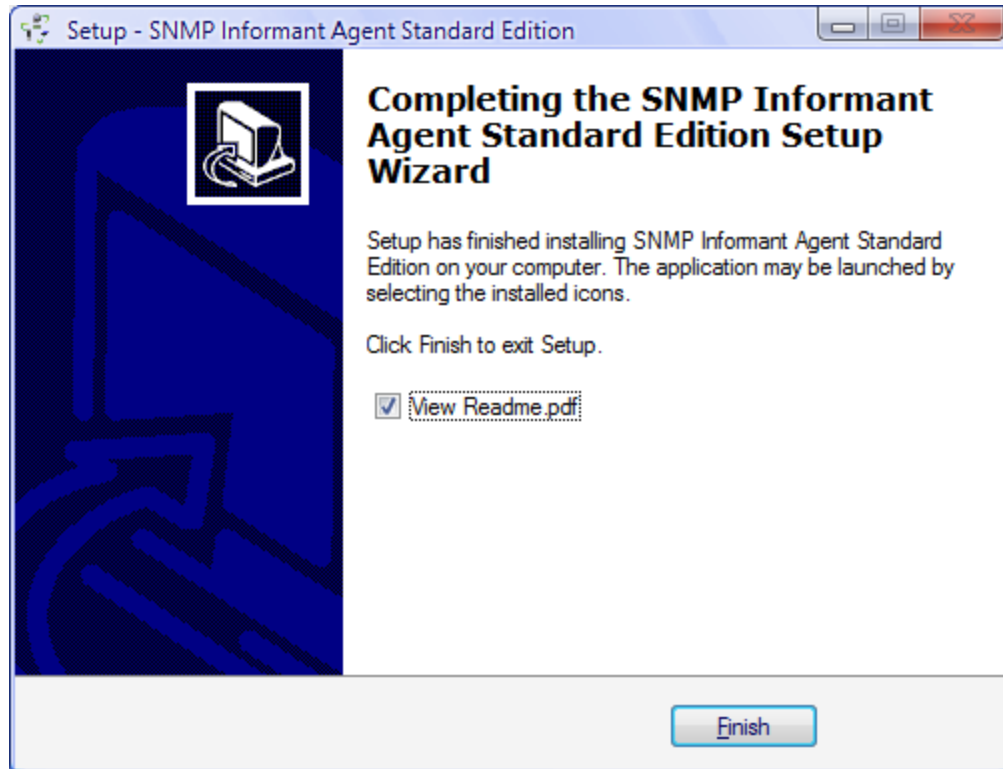 Setup - SNMP Informant Agent Standard Edition
Completing the SNMP Informant
Agent Standard Edition Setup
Wizard
Setup has finished installing SNMP Informant Agent Standard
Edition on your computer. The application may be launched by
selecting the installed icons.
Click Finish to exit Setup.
View Readme.pdf
Finish